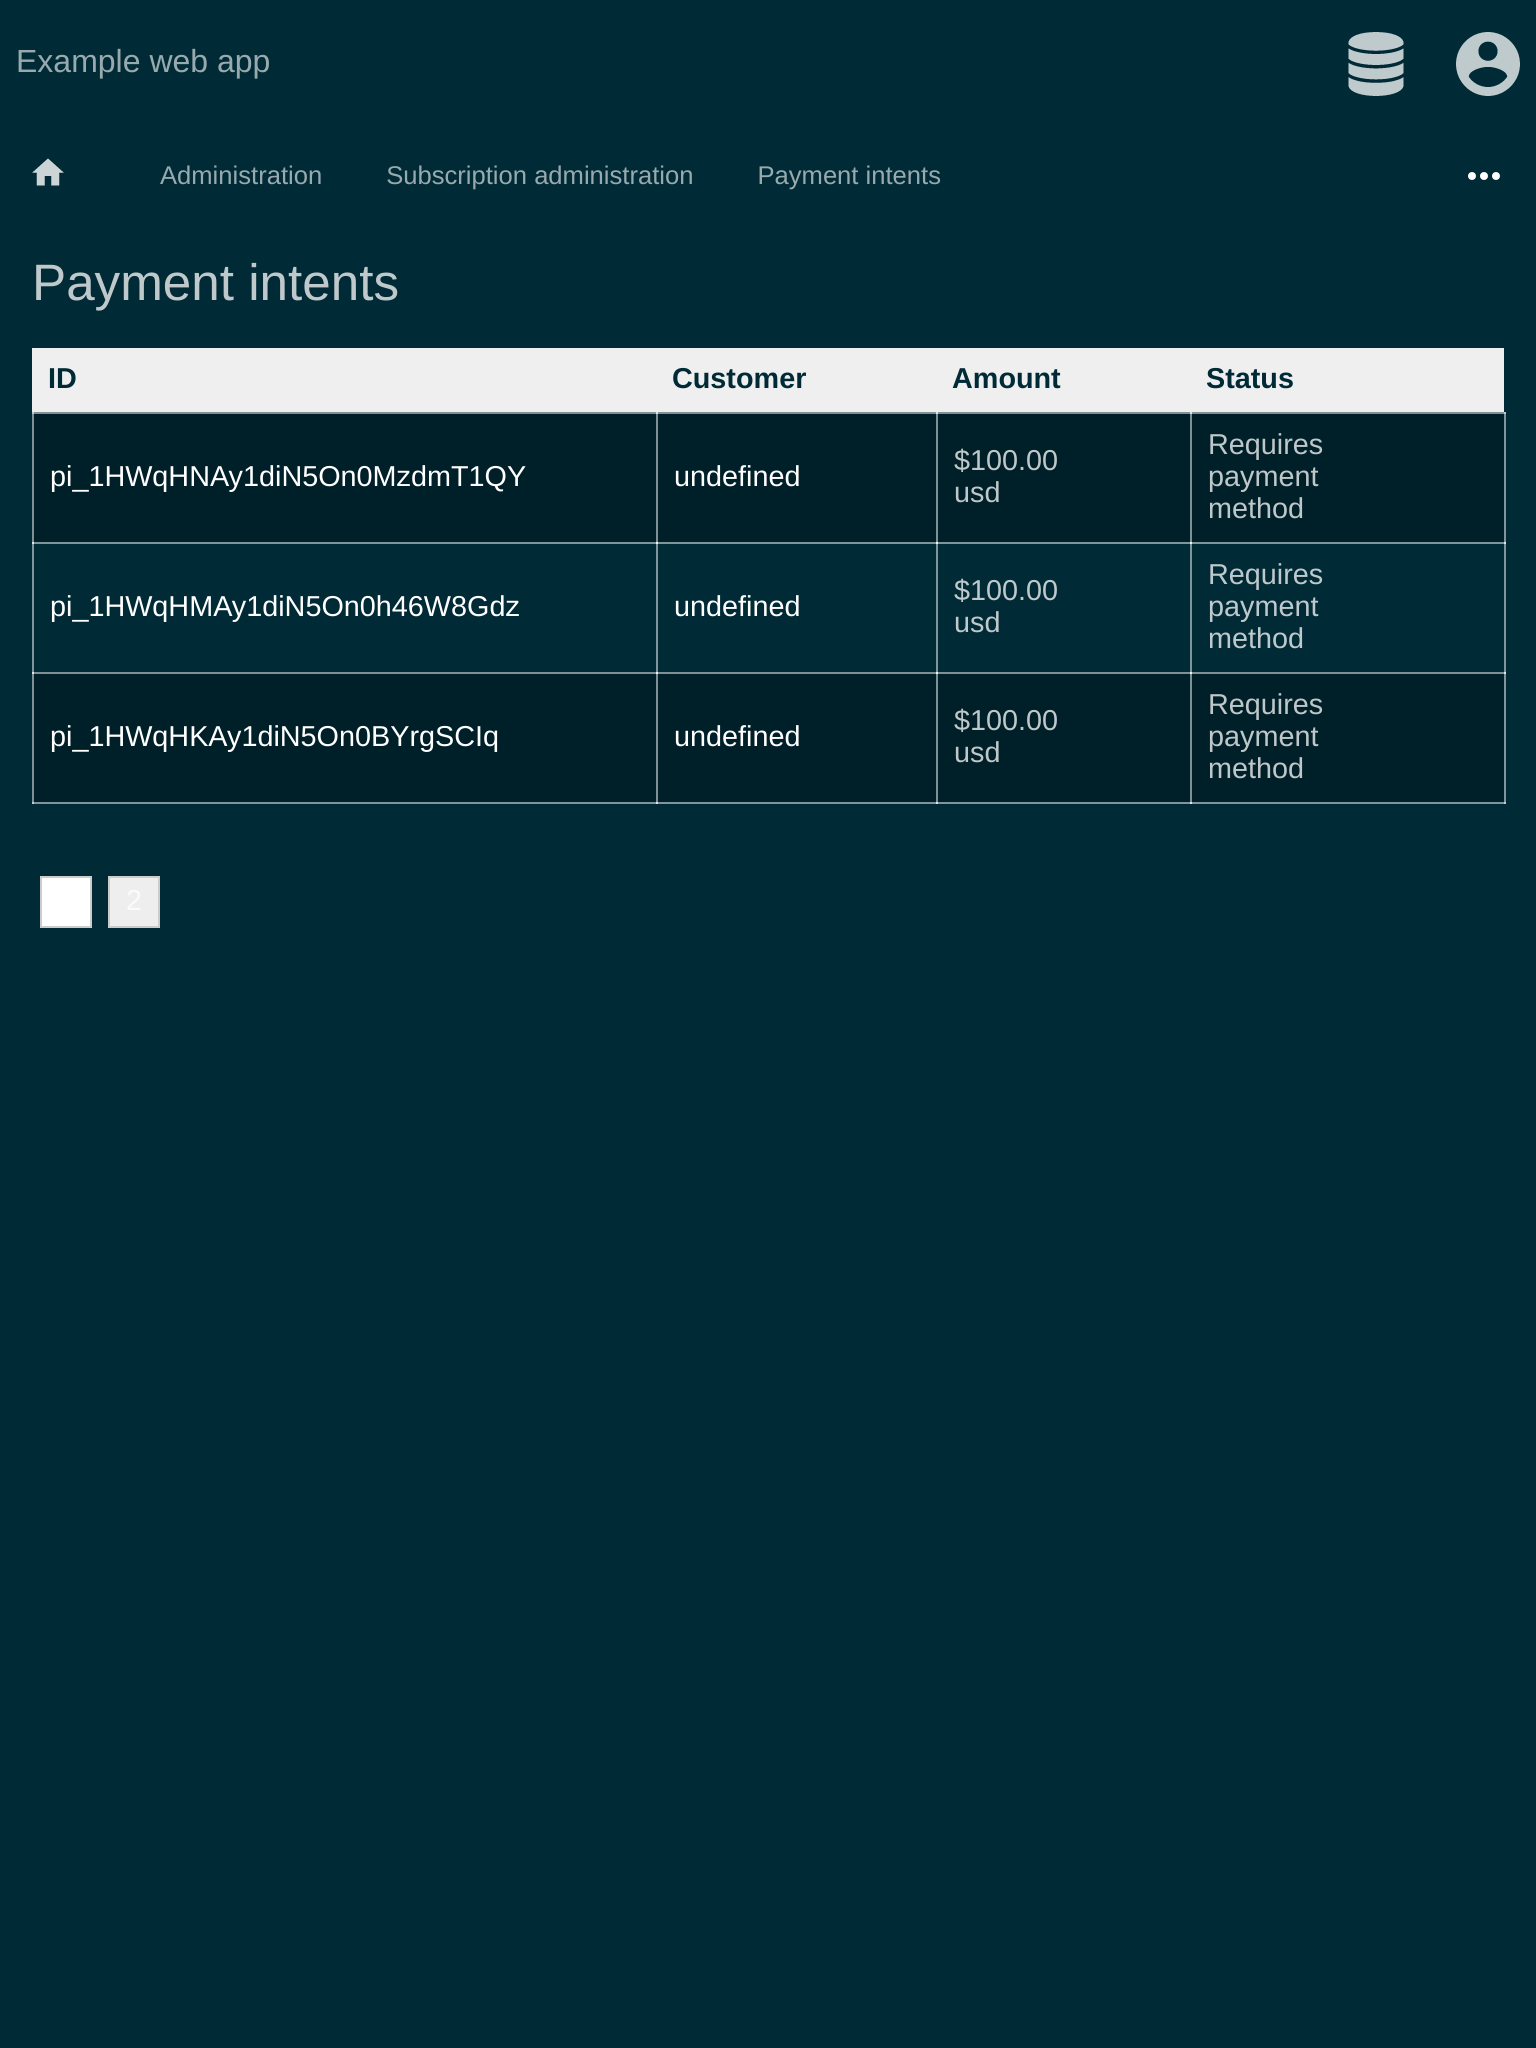 Example web app
Administration Subscription administration Payment intents
Payment intents
ID Customer Amount Status
pi_1HWqHNAy1diN5On0MzdmT1QY undefined $100.00 usd Requires payment method
pi_1HWqHMAy1diN5On0h46W8Gdz undefined $100.00 usd Requires payment method
pi_1HWqHKAy1diN5On0BYrgSCIq undefined $100.00 usd Requires payment method
2